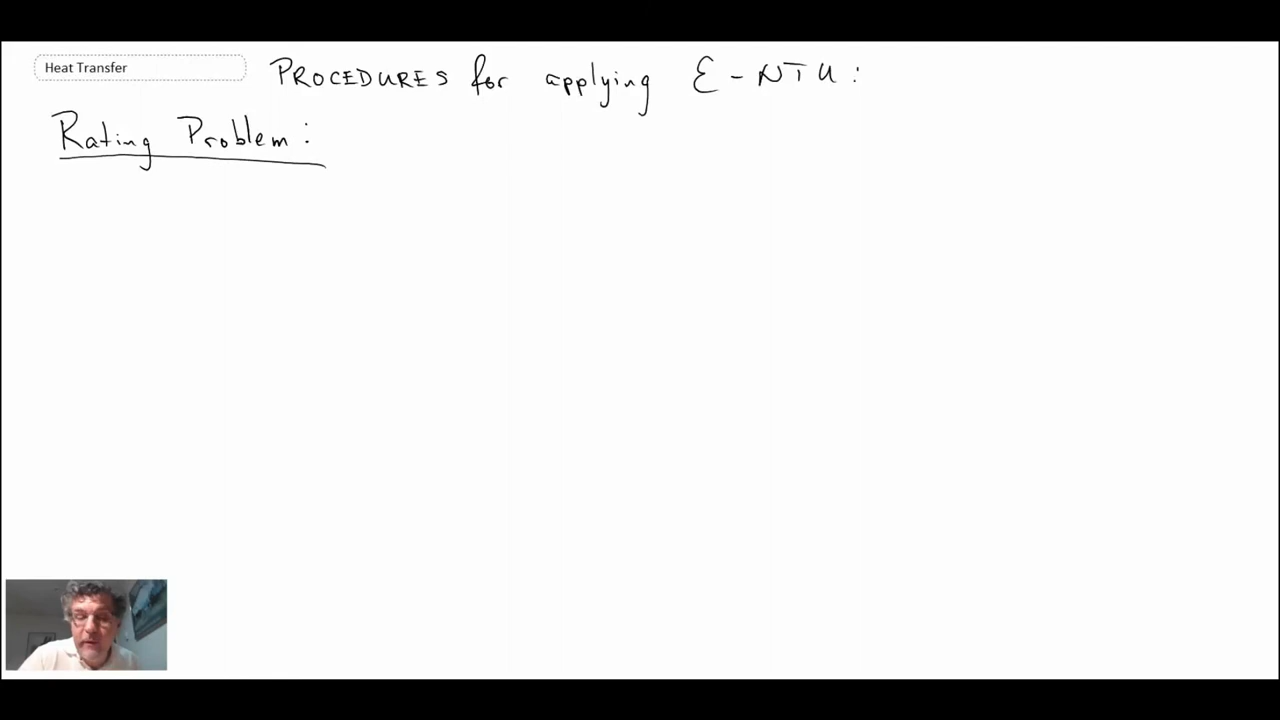 Heat Transfer
PROCEDURES for applying ε-NTU:
Rating Problem: